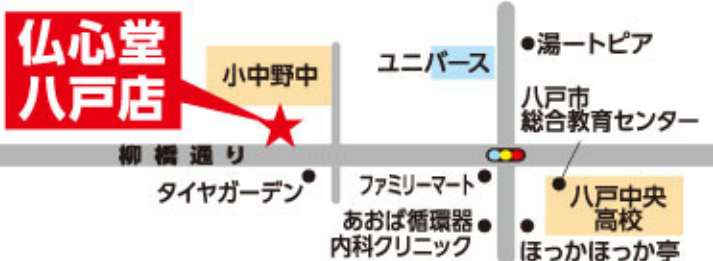 仏心堂
八戸店
小中野中
ユニバース
湯ートピア
八戸市
総合教育センター
柳橋通り
タイヤガーデン
ファミリーマート
八戸中央
高校
あおば循環器
内科クリニック
ほっかほっか亭